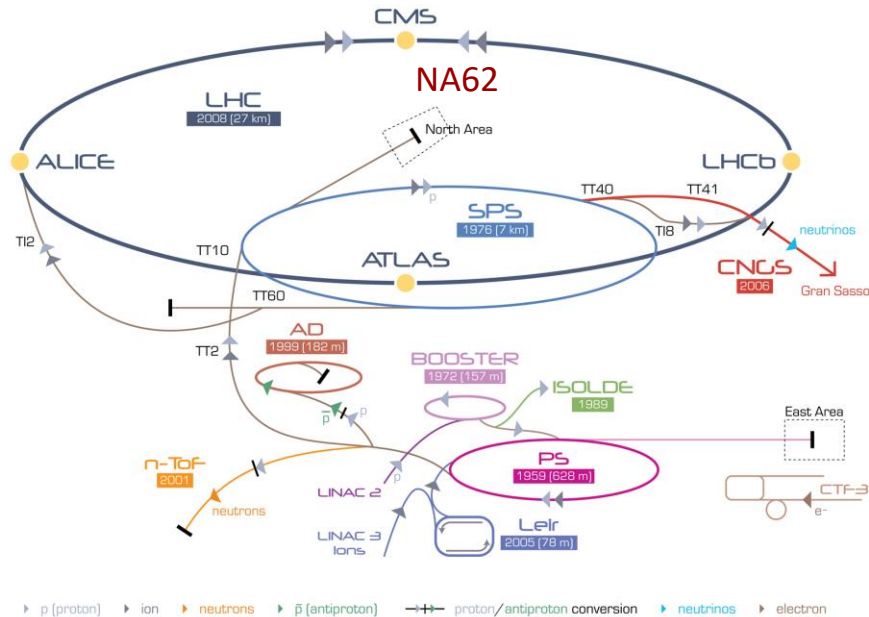 CMS
NA62
LHC
2008 (27 km)
North Area
ALICE
LHCb
TT40
TT41
p
SPS
1976 (7 km)
TI2
TT10
TI8
neutrinos
ATLAS
CNGS
2006
Gran Sasso
TT60
AD
1999 (182 m)
TT2
BOOSTER
1972 (157 m)
ISOLDE
1989
p̄
p
East Area
n-ToF
2001
PS
1959 (628 m)
LINAC 2
p
neutrons
CTF-3
e-
LINAC 3
Ions
Leir
2005 (78 m)
p (proton)
ion
neutrons
p̄ (antiproton)
proton/antiproton conversion
neutrinos
electron